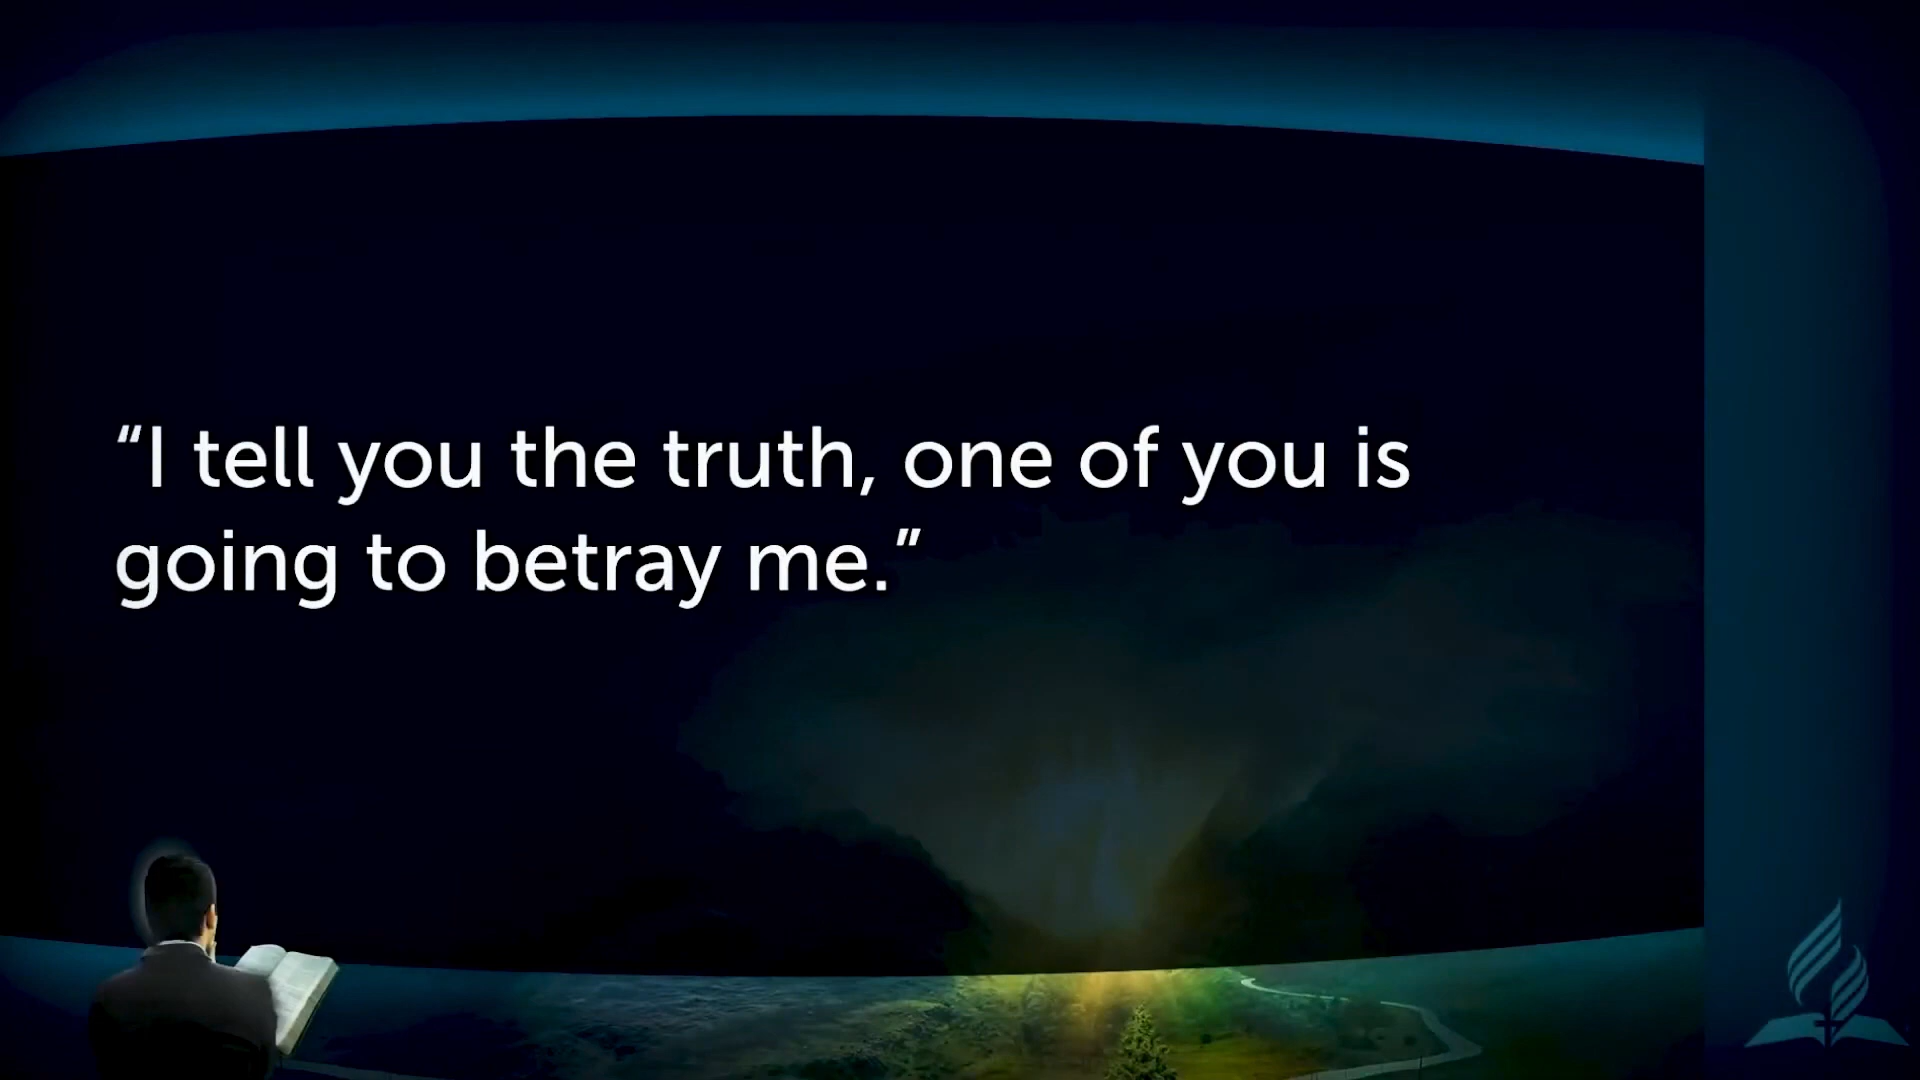 “I tell you the truth, one of you is
going to betray me.”